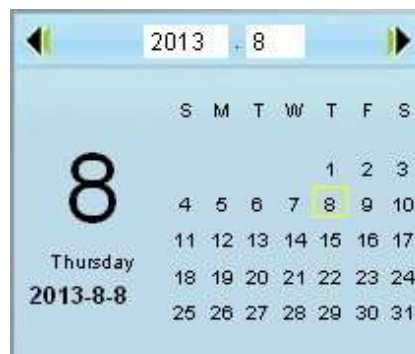 2013 . 8
S M T W T F S
1 2 3
4 5 6 7 8 9 10
11 12 13 14 15 16 17
18 19 20 21 22 23 24
25 26 27 28 29 30 31
8
Thursday
2013-8-8